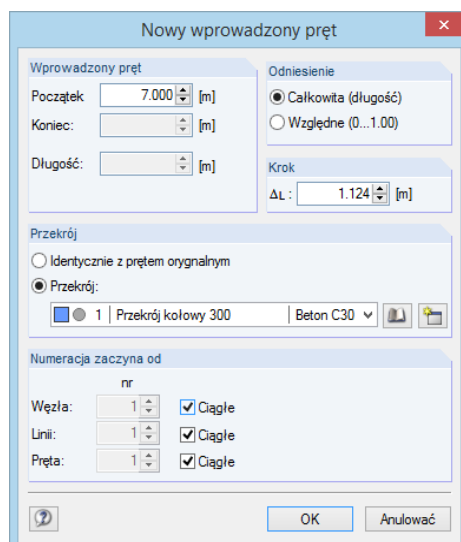 Nowy wprowadzony pręt
Wprowadzony pręt
Początek 7.000 [m]
Koniec: [m]
Długość: [m]
Odniesienie
Całkowita (długość)
Względne (0...1.00)
Krok
ΔL : 1.124 [m]
Przekrój
Identycznie z prętem orygnalnym
Przekrój:
1 Przekrój kołowy 300 Beton C30
Numeracja zaczyna od
nr
Węzła: 1 Ciągłe
Linii: 1 Ciągłe
Pręta: 1 Ciągłe
OK Anulować